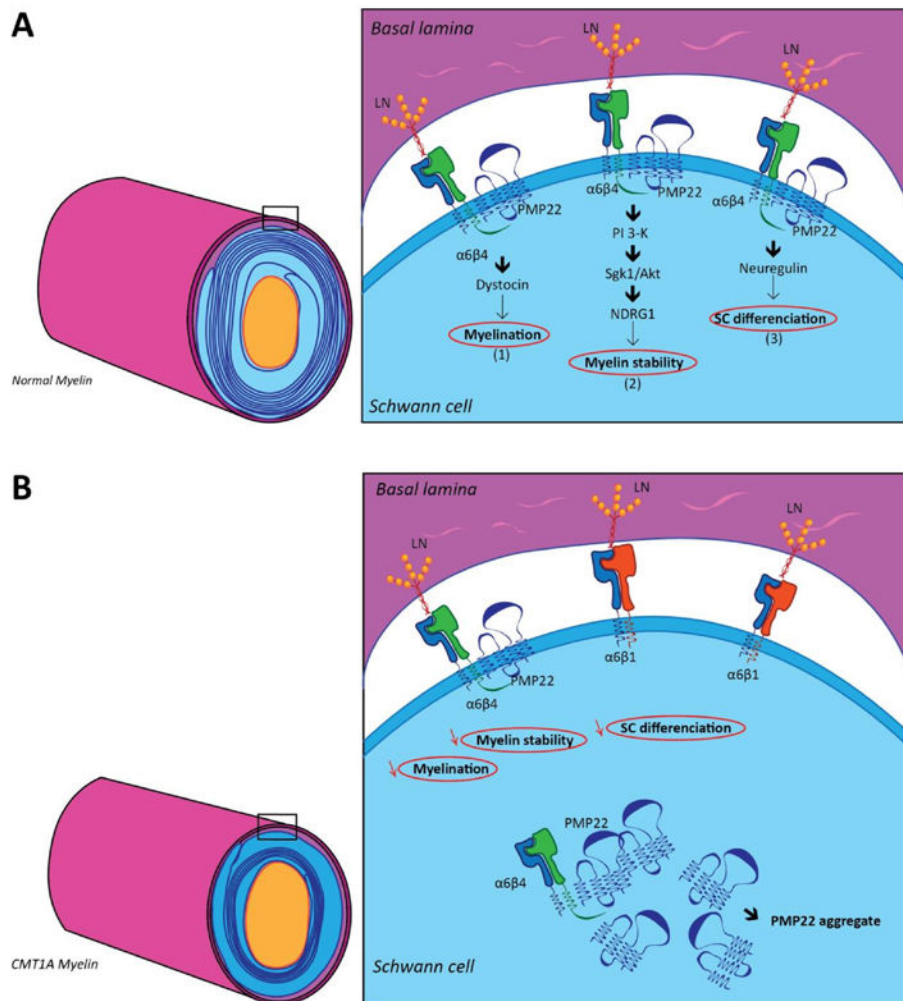 A
Basal lamina
LN
LN
LN
α6β4
PMP22
α6β4
PMP22
α6β4
PMP22
Dystocin
Myelination
(1)
PI 3-K
Sgk1/Akt
NDRG1
Myelin stability
(2)
Neuregulin
SC differenciation
(3)
Normal Myelin
Schwann cell
B
Basal lamina
LN
LN
LN
α6β4
PMP22
α6β1
α6β1
SC differenciation
Myelin stability
Myelination
PMP22
α6β4
PMP22 aggregate
CMT1A Myelin
Schwann cell